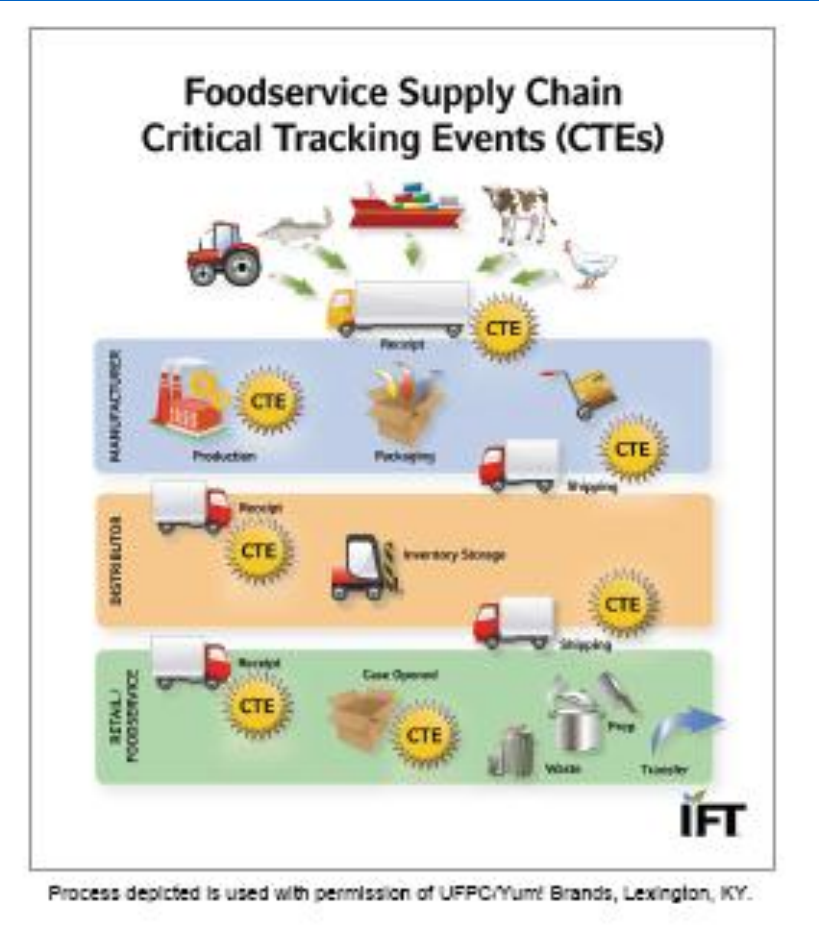 Foodservice Supply Chain
Critical Tracking Events (CTEs)
CTE
Receipt
MANUFACTURER
CTE
Production
Packaging
CTE
Shipping
DISTRIBUTOR
Receipt
CTE
Inventory Storage
CTE
Shipping
RETAIL /
FOODSERVICE
Receipt
CTE
Case Opened
CTE
Waste
Prep
Transfer
IFT
Process depicted is used with permission of UFPC/Yum! Brands, Lexington, KY.